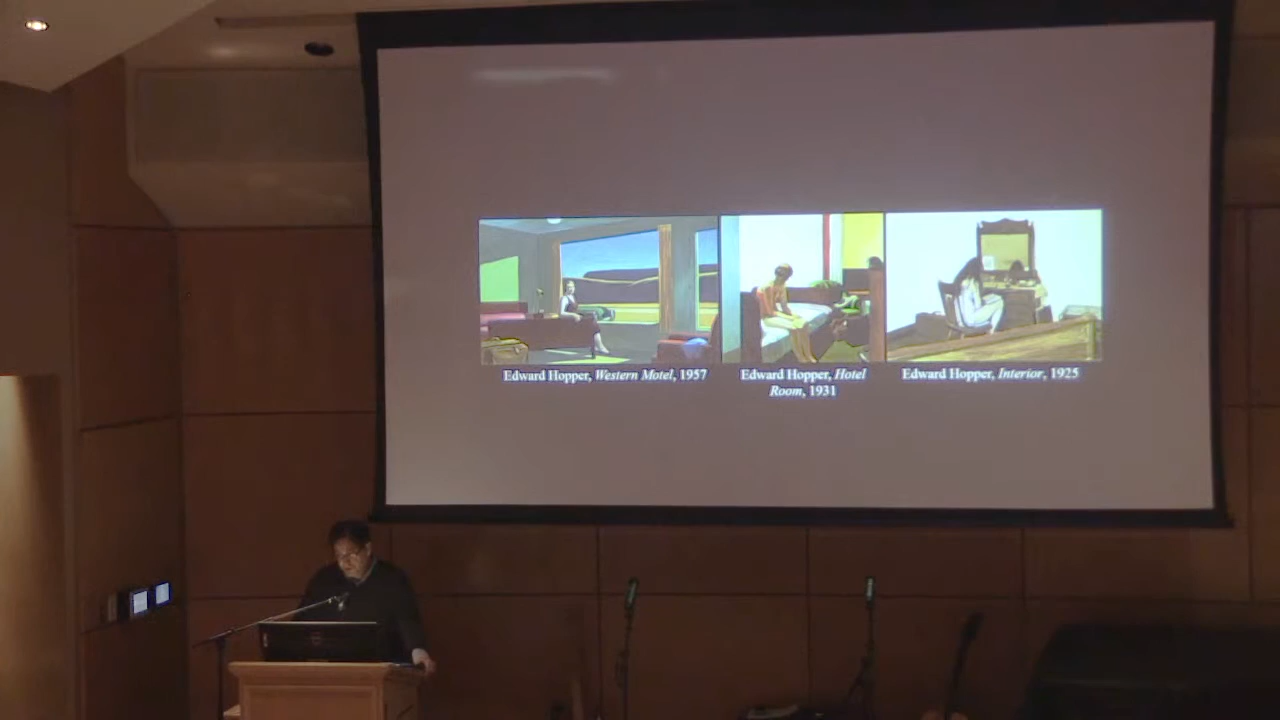 Edward Hopper, Western Motel, 1957
Edward Hopper, Hotel
Room, 1931
Edward Hopper, Interior, 1925